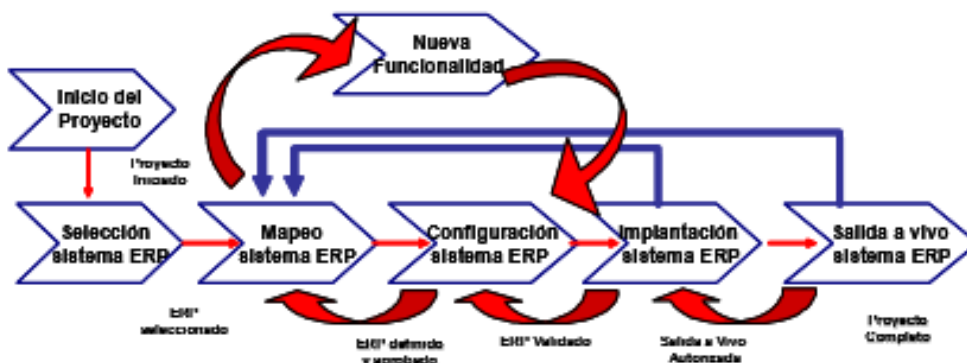 Nueva
Funcionalidad
Inicio del
Proyecto
Proyecto
Iniciado
Selección
sistema ERP
Mapeo
sistema ERP
Configuración
sistema ERP
Implantación
sistema ERP
Salida a vivo
sistema ERP
ERP
seleccionado
ERP definido
y aprobado
ERP Validado
Salida a Vivo
Autorizada
Proyecto
Completo